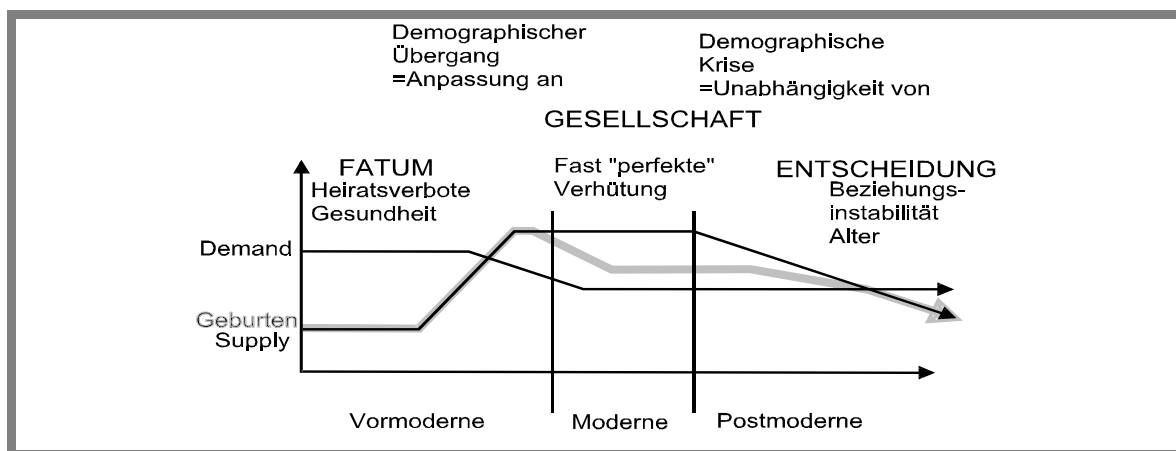 Demographischer
Übergang
=Anpassung an
Demographische
Krise
=Unabhängigkeit von
GESELLSCHAFT
FATUM
Heiratsverbote
Gesundheit
Fast "perfekte"
Verhütung
ENTSCHEIDUNG
Beziehungs-
instabilität
Alter
Demand
Geburten
Supply
Vormoderne
Moderne
Postmoderne